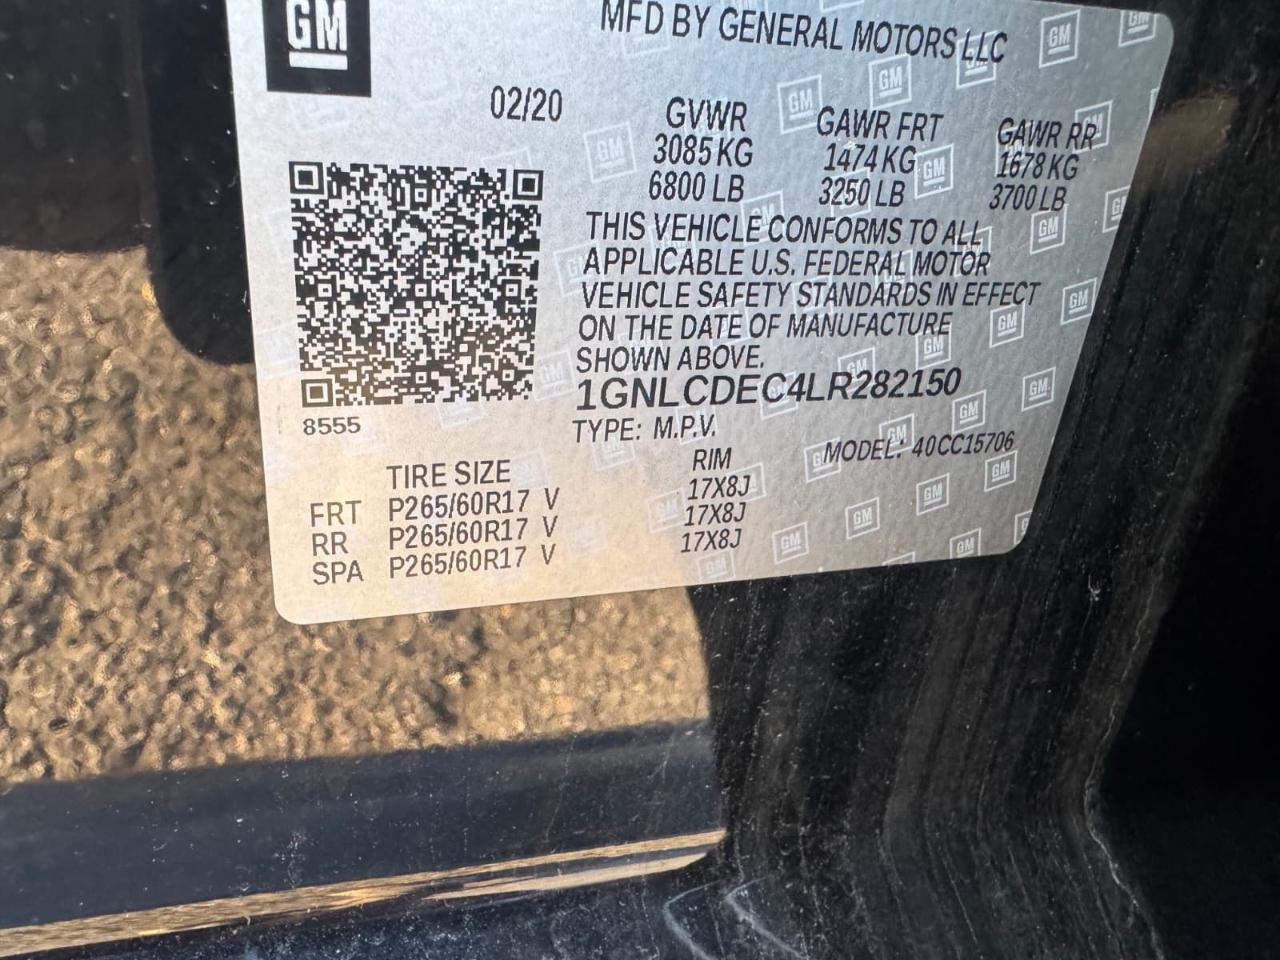 GM
MFD BY GENERAL MOTORS LLC
02/20
GVWR GAWR FRT GAWR RR
3085 KG 1474 KG 1678 KG
6800 LB 3250 LB 3700 LB
THIS VEHICLE CONFORMS TO ALL
APPLICABLE U.S. FEDERAL MOTOR
VEHICLE SAFETY STANDARDS IN EFFECT
ON THE DATE OF MANUFACTURE
SHOWN ABOVE.
1GNLCDEC4LR282150
8555
TYPE: M.P.V. MODEL: 40CC15706
TIRE SIZE RIM
FRT P265/60R17 V 17X8J
RR P265/60R17 V 17X8J
SPA P265/60R17 V 17X8J